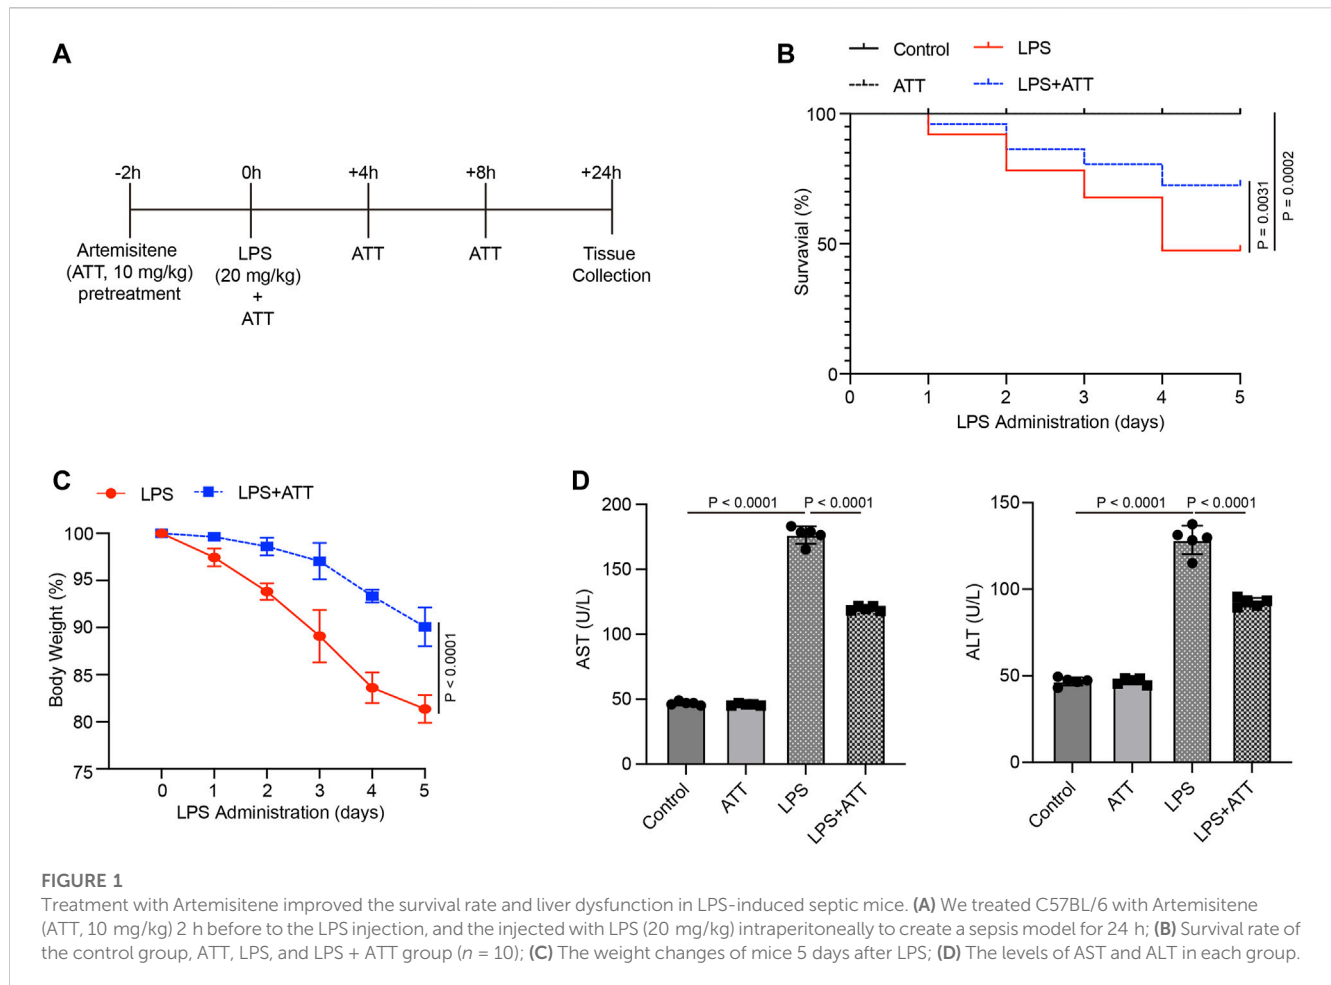 A
-2h 0h +4h +8h +24h
Artemisitene
(ATT, 10 mg/kg)
pretreatment
LPS
(20 mg/kg)
+
ATT
ATT
ATT
Tissue
Collection
B
Control LPS
ATT LPS+ATT
Survavial (%)
100
50
0
0 1 2 3 4 5
LPS Administration (days)
P = 0.0031
P = 0.0002
C
LPS LPS+ATT
Body Weight (%)
100
95
90
85
80
75
0 1 2 3 4 5
LPS Administration (days)
P < 0.0001
D
P < 0.0001 P < 0.0001
AST (U/L)
200
150
100
50
0
Control ATT LPS LPS+ATT
P < 0.0001 P < 0.0001
ALT (U/L)
150
100
50
0
Control ATT LPS LPS+ATT
FIGURE 1
Treatment with Artemisitene improved the survival rate and liver dysfunction in LPS-induced septic mice. (A) We treated C57BL/6 with Artemisitene
(ATT, 10 mg/kg) 2 h before to the LPS injection, and the injected with LPS (20 mg/kg) intraperitoneally to create a sepsis model for 24 h; (B) Survival rate of
the control group, ATT, LPS, and LPS + ATT group (n = 10); (C) The weight changes of mice 5 days after LPS; (D) The levels of AST and ALT in each group.